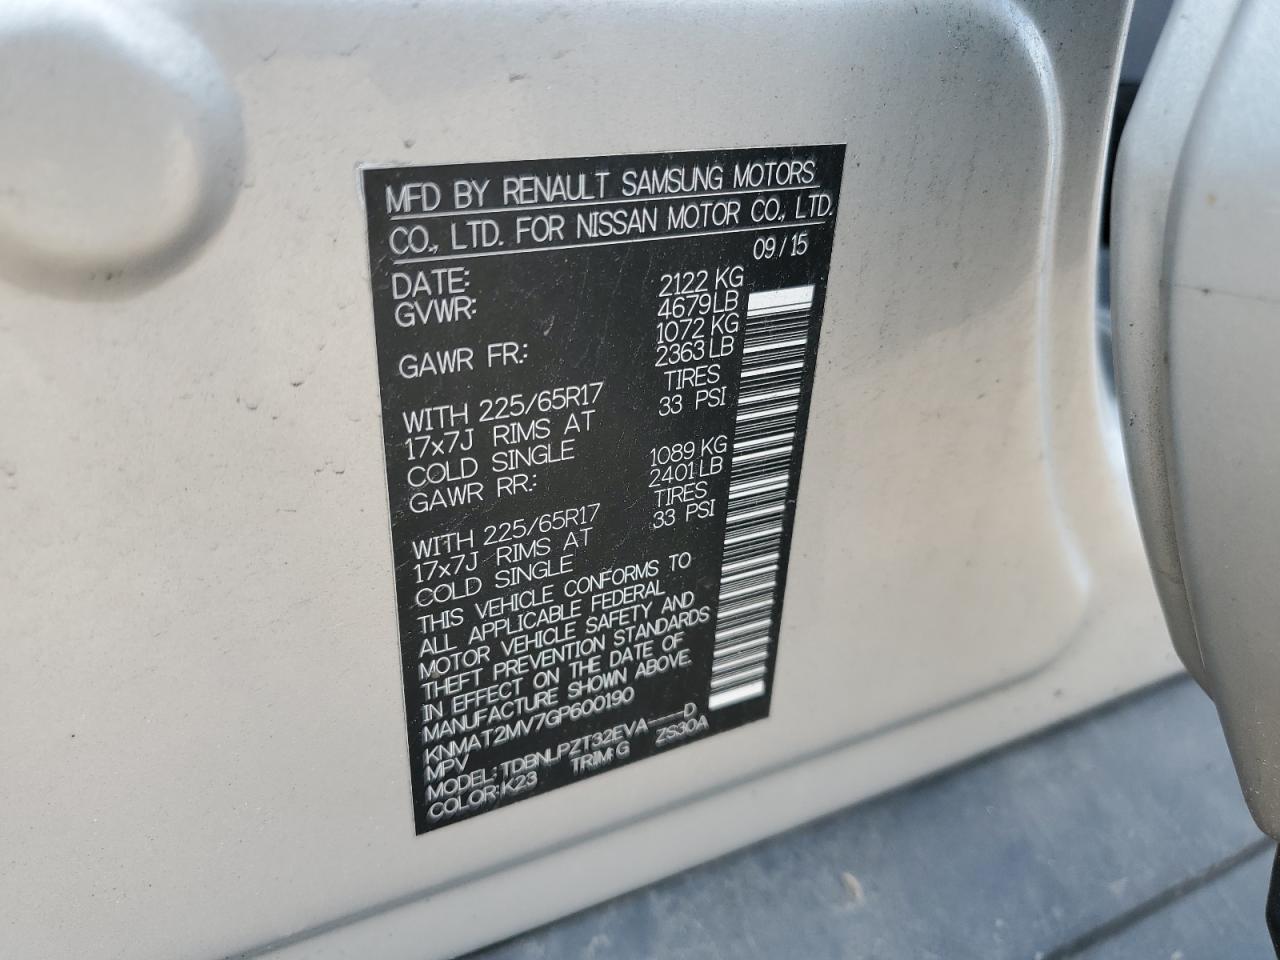 MFD BY RENAULT SAMSUNG MOTORS
CO., LTD. FOR NISSAN MOTOR CO., LTD.
DATE: 09/15
GVWR: 2122 KG
4679LB
GAWR FR.: 1072 KG
2363LB
WITH 225/65R17 TIRES
17x7J RIMS AT 33 PSI
COLD SINGLE
GAWR RR.: 1089 KG
2401LB
WITH 225/65R17 TIRES
17x7J RIMS AT 33 PSI
COLD SINGLE
THIS VEHICLE CONFORMS TO
ALL APPLICABLE FEDERAL
MOTOR VEHICLE SAFETY AND
THEFT PREVENTION STANDARDS
IN EFFECT ON THE DATE OF
MANUFACTURE SHOWN ABOVE.
KNMAT2MV7GP600190
MPV
MODEL: TDBNLPZT32EVA---D
COLOR: K23 TRIM: G ZS30A